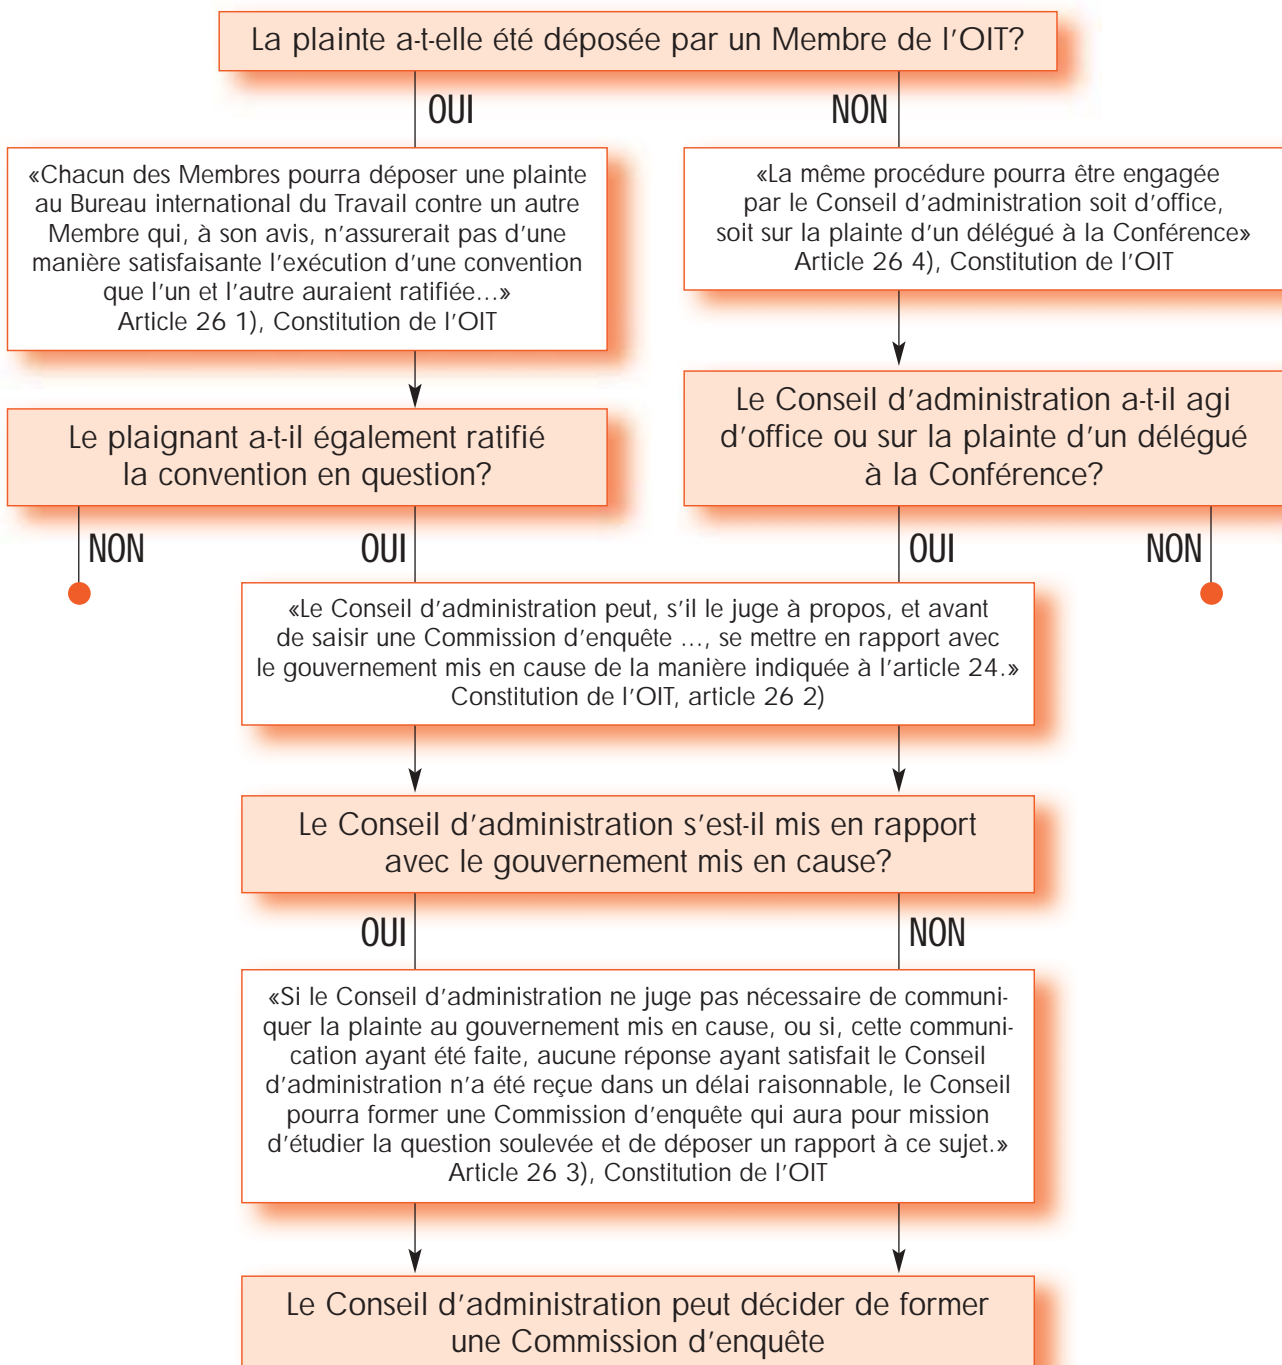 La plainte a-t-elle été déposée par un Membre de l'OIT?
OUI
NON
«Chacun des Membres pourra déposer une plainte
au Bureau international du Travail contre un autre
Membre qui, à son avis, n'assurerait pas d'une
manière satisfaisante l'exécution d'une convention
que l'un et l'autre auraient ratifiée…»
Article 26 1), Constitution de l'OIT
«La même procédure pourra être engagée
par le Conseil d'administration soit d'office,
soit sur la plainte d'un délégué à la Conférence»
Article 26 4), Constitution de l'OIT
Le plaignant a-t-il également ratifié
la convention en question?
Le Conseil d'administration a-t-il agi
d'office ou sur la plainte d'un délégué
à la Conférence?
NON
OUI
OUI
NON
«Le Conseil d'administration peut, s'il le juge à propos, et avant
de saisir une Commission d'enquête …, se mettre en rapport avec
le gouvernement mis en cause de la manière indiquée à l'article 24.»
Constitution de l'OIT, article 26 2)
Le Conseil d'administration s'est-il mis en rapport
avec le gouvernement mis en cause?
OUI
NON
«Si le Conseil d'administration ne juge pas nécessaire de communi-
quer la plainte au gouvernement mis en cause, ou si, cette communi-
cation ayant été faite, aucune réponse ayant satisfait le Conseil
d'administration n'a été reçue dans un délai raisonnable, le Conseil
pourra former une Commission d'enquête qui aura pour mission
d'étudier la question soulevée et de déposer un rapport à ce sujet.»
Article 26 3), Constitution de l'OIT
Le Conseil d'administration peut décider de former
une Commission d'enquête